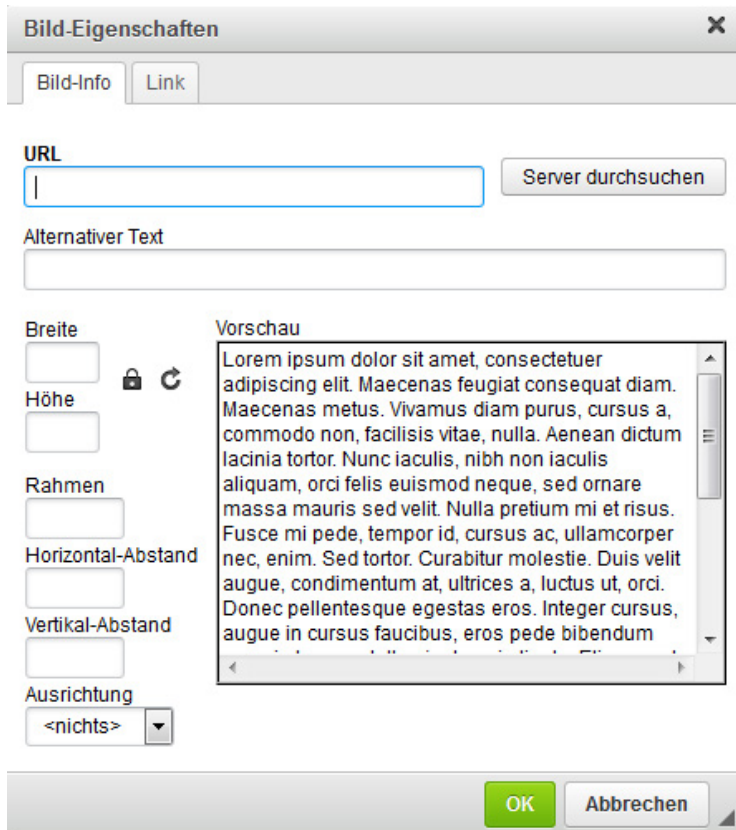 Bild-Eigenschaften
Bild-Info
Link
URL
Server durchsuchen
Alternativer Text
Breite
Höhe
Rahmen
Horizontal-Abstand
Vertikal-Abstand
Ausrichtung
<nichts>
Vorschau
Lorem ipsum dolor sit amet, consectetuer
adipiscing elit. Maecenas feugiat consequat diam.
Maecenas metus. Vivamus diam purus, cursus a,
commodo non, facilisis vitae, nulla. Aenean dictum
lacinia tortor. Nunc iaculis, nibh non iaculis
aliquam, orci felis euismod neque, sed ornare
massa mauris sed velit. Nulla pretium mi et risus.
Fusce mi pede, tempor id, cursus ac, ullamcorper
nec, enim. Sed tortor. Curabitur molestie. Duis velit
augue, condimentum at, ultrices a, luctus ut, orci.
Donec pellentesque egestas eros. Integer cursus,
augue in cursus faucibus, eros pede bibendum
OK
Abbrechen